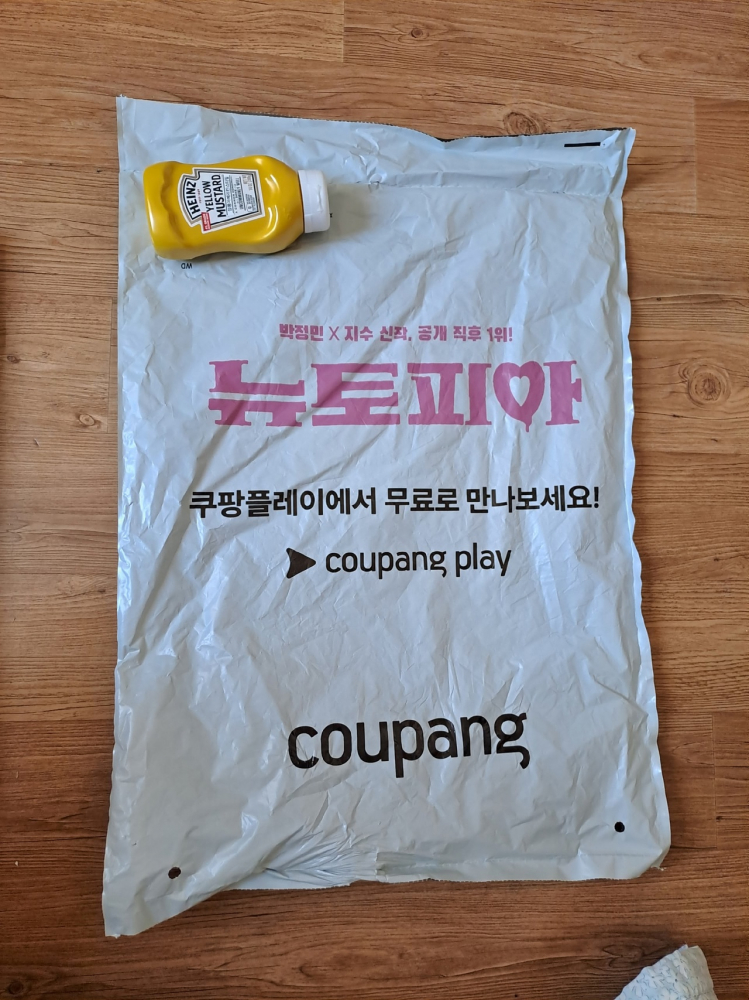 HEINZ
YELLOW
MUSTARD
WD
박정민 X 지수 신작, 공개 직후 1위!
뉴토피아
쿠팡플레이에서 무료로 만나보세요!
coupang play
coupang